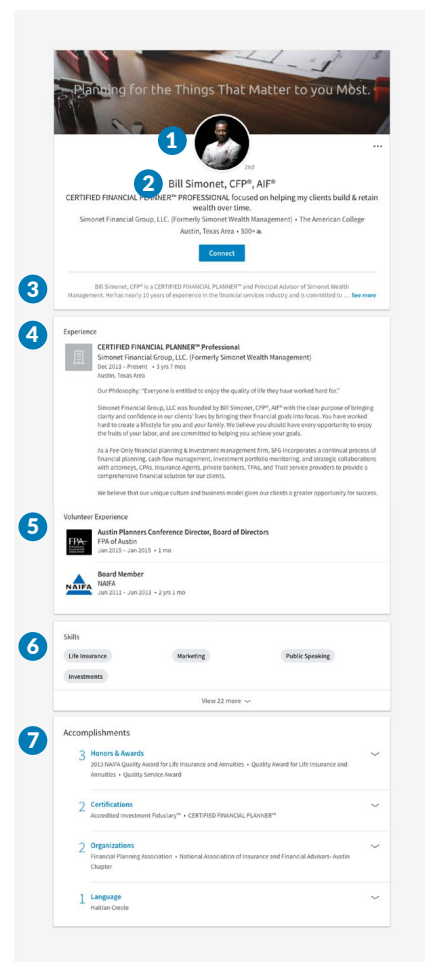 Planning for the Things That Matter to you Most.
1
2nd
2
Bill Simonet, CFP®, AIF®
CERTIFIED FINANCIAL PLANNER™ PROFESSIONAL focused on helping my clients build & retain
wealth over time.
Simonet Financial Group, LLC. (Formerly Simonet Wealth Management) • The American College
Austin, Texas Area • 500+
Connect
3
Bill Simonet, CFP® is a CERTIFIED FINANCIAL PLANNER™ and Principal Advisor of Simonet Wealth
Management. He has nearly 10 years of experience in the financial services industry and is committed to ... See more
4
Experience
CERTIFIED FINANCIAL PLANNER™ Professional
Simonet Financial Group, LLC. (Formerly Simonet Wealth Management)
Dec 2013 – Present • 3 yrs 7 mos
Austin, Texas Area
Our Philosophy: "Everyone is entitled to enjoy the quality of life they have worked hard for."
Simonet Financial Group, LLC was founded by Bill Simonet, CFP®, AIF® with the clear purpose of bringing
clarity and confidence in our clients' lives by bringing their financial goals into focus. You have worked
hard to create a lifestyle for you and your family. We believe you should have every opportunity to enjoy
the fruits of your labor, and are committed to helping you achieve your goals.
As a Fee-Only financial planning & investment management firm, SFG incorporates a continual process of
financial planning, cash flow management, investment portfolio monitoring, and strategic collaborations
with attorneys, CPAs, Insurance Agents, private bankers, TPAs, and Trust service providers to provide a
comprehensive financial solution for our clients.
We believe that our unique culture and business model gives our clients a greater opportunity for success.
5
Volunteer Experience
FPA
Austin Planners Conference Director, Board of Directors
FPA of Austin
Jan 2015 – Jan 2015 • 1 mo
NAIFA
Board Member
NAIFA
Jun 2011 – Jun 2013 • 2 yrs 1 mo
6
Skills
Life Insurance
Marketing
Public Speaking
Investments
View 22 more
7
Accomplishments
3 Honors & Awards
2013 NAIFA Quality Award for Life Insurance and Annuities • Quality Award for Life Insurance and
Annuities • Quality Service Award
2 Certifications
Accredited Investment Fiduciary™ • CERTIFIED FINANCIAL PLANNER™
2 Organizations
Financial Planning Association • National Association of Insurance and Financial Advisors- Austin
Chapter
1 Language
Haitian Creole